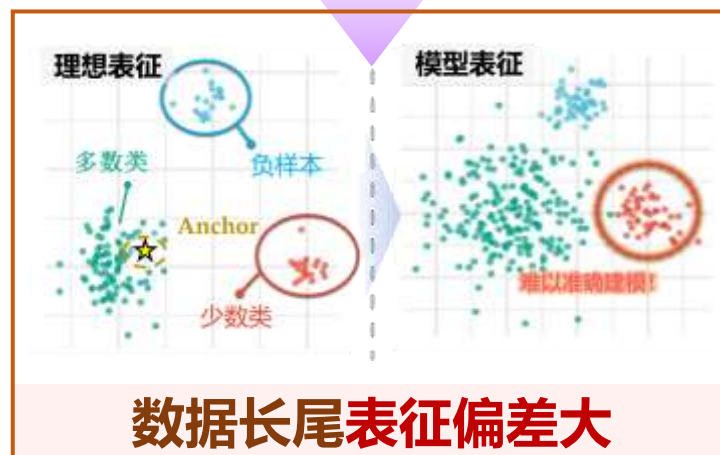 理想表征
多数类
负样本
Anchor
少数类
模型表征
难以准确建模!
数据长尾表征偏差大